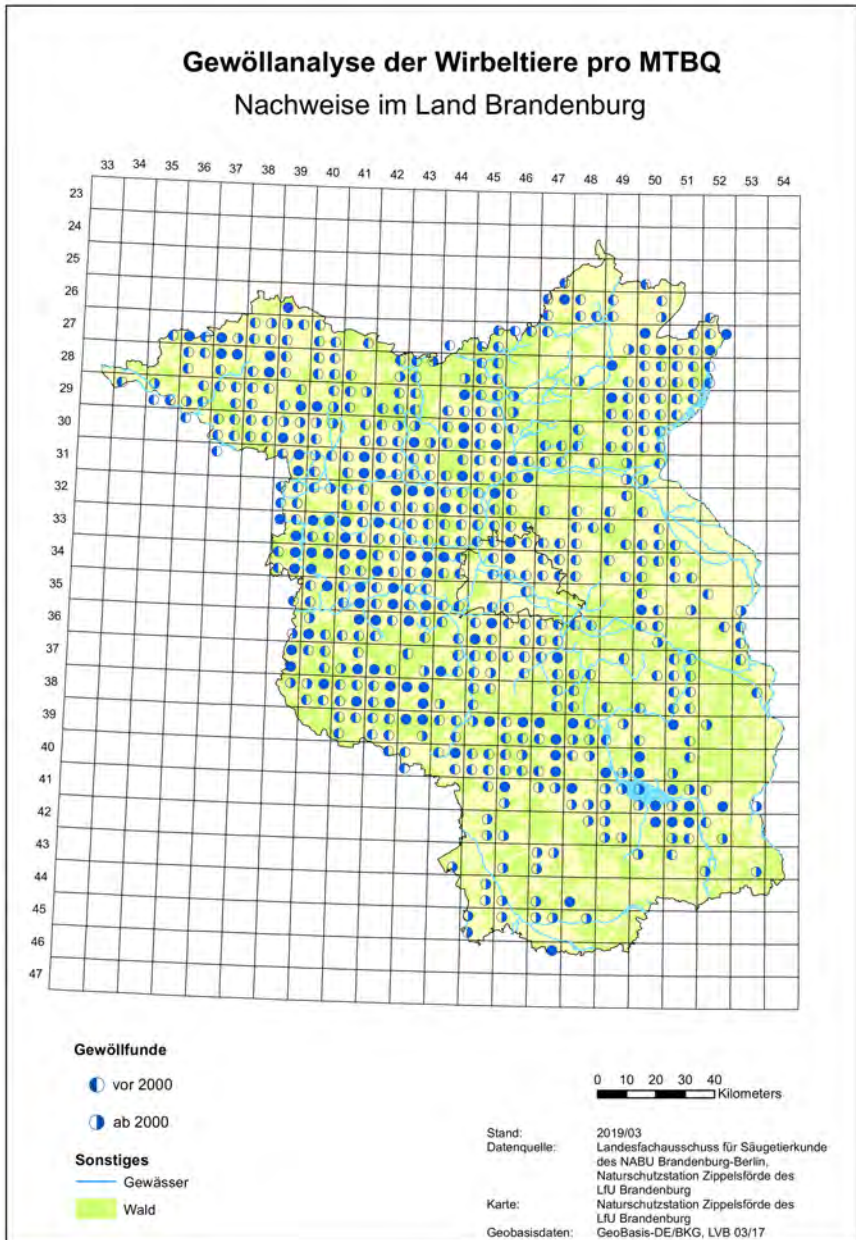 Gewöllanalyse der Wirbeltiere pro MTBQ
Nachweise im Land Brandenburg
33 34 35 36 37 38 39 40 41 42 43 44 45 46 47 48 49 50 51 52 53 54
23
24
25
26
27
28
29
30
31
32
33
34
35
36
37
38
39
40
41
42
43
44
45
46
47
Gewöllfunde
vor 2000
ab 2000
Sonstiges
Gewässer
Wald
0 10 20 30 40
Kilometers
Stand: 2019/03
Datenquelle: Landesfachausschuss für Säugetierkunde
des NABU Brandenburg-Berlin,
Naturschutzstation Zippelsförde des
LfU Brandenburg
Karte: Naturschutzstation Zippelsförde des
LfU Brandenburg
Geobasisdaten: GeoBasis-DE/BKG, LVB 03/17